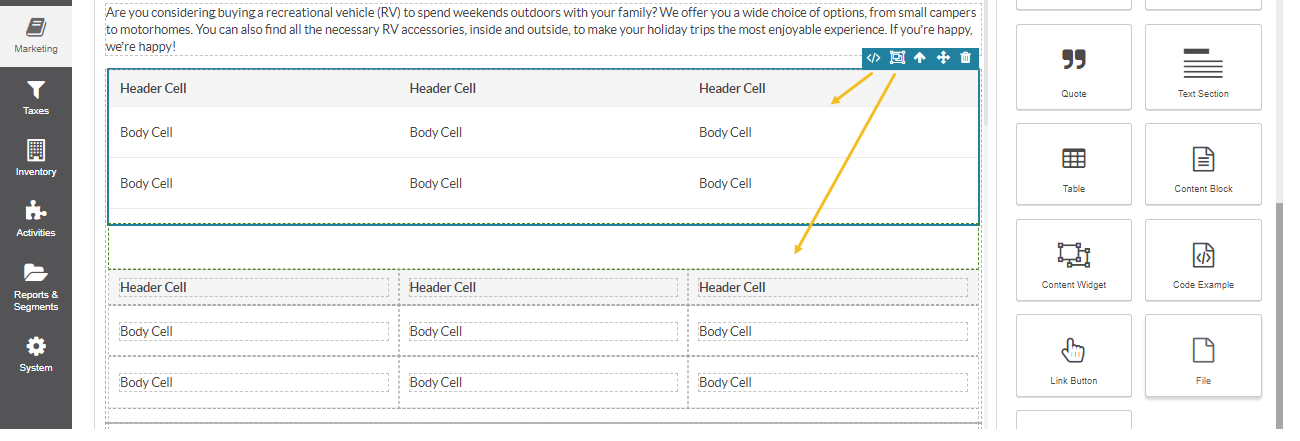 Marketing
Taxes
Inventory
Activities
Reports &
Segments
System
Are you considering buying a recreational vehicle (RV) to spend weekends outdoors with your family? We offer you a wide choice of options, from small campers
to motorhomes. You can also find all the necessary RV accessories, inside and outside, to make your holiday trips the most enjoyable experience. If you're happy,
we're happy!
Header Cell Header Cell Header Cell
Body Cell Body Cell Body Cell
Body Cell Body Cell Body Cell
Header Cell Header Cell Header Cell
Body Cell Body Cell Body Cell
Body Cell Body Cell Body Cell
Quote Text Section
Table Content Block
Content Widget Code Example
Link Button File